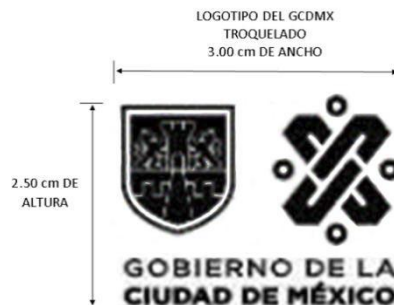 LOGOTIPO DEL GCDMX
TROQUELADO
3.00 cm DE ANCHO
2.50 cm DE
ALTURA
GOBIERNO DE LA
CIUDAD DE MÉXICO